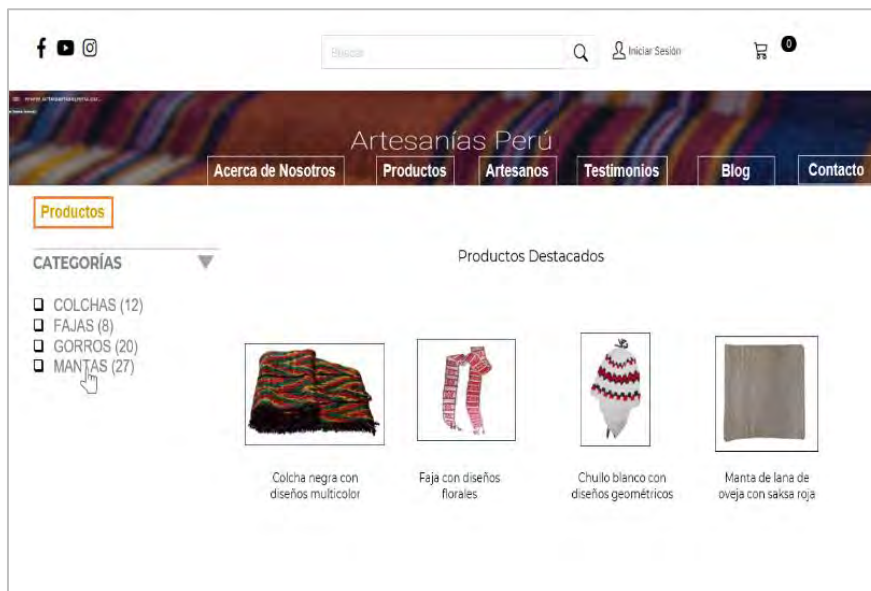 Buscar
Iniciar Sesión
0
Artesanías Perú
Acerca de Nosotros
Productos
Artesanos
Testimonios
Blog
Contacto
Productos
CATEGORÍAS
COLCHAS (12)
FAJAS (8)
GORROS (20)
MANTAS (27)
Productos Destacados
Colcha negra con
diseños multicolor
Faja con diseños
florales
Chullo blanco con
diseños geométricos
Manta de lana de
oveja con saksa roja